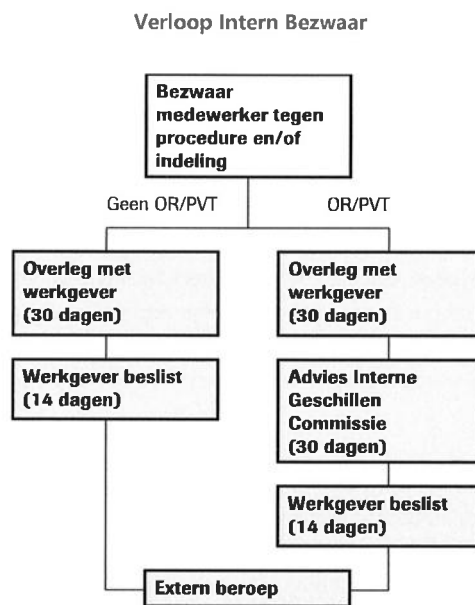 Verloop Intern Bezwaar
Bezwaar
medewerker tegen
procedure en/of
indeling
Geen OR/PVT
OR/PVT
Overleg met
werkgever
(30 dagen)
Werkgever beslist
(14 dagen)
Overleg met
werkgever
(30 dagen)
Advies Interne
Geschillen
Commissie
(30 dagen)
Werkgever beslist
(14 dagen)
Extern beroep